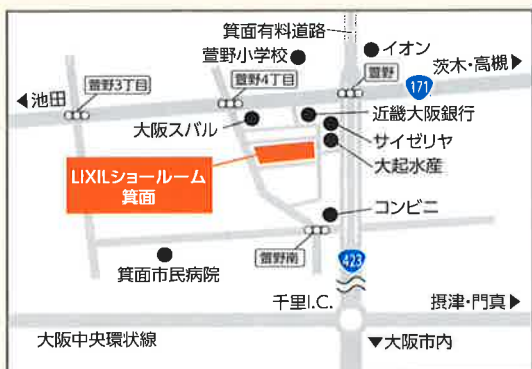 箕面有料道路
萱野小学校
イオン
茨木・高槻▶
萱野3丁目
萱野4丁目
萱野
171
◀池田
大阪スバル
近畿大阪銀行
サイゼリヤ
大起水産
LIXILショールーム
箕面
コンビニ
萱野南
箕面市民病院
423
千里I.C.
摂津・門真▶
大阪中央環状線
▼大阪市内